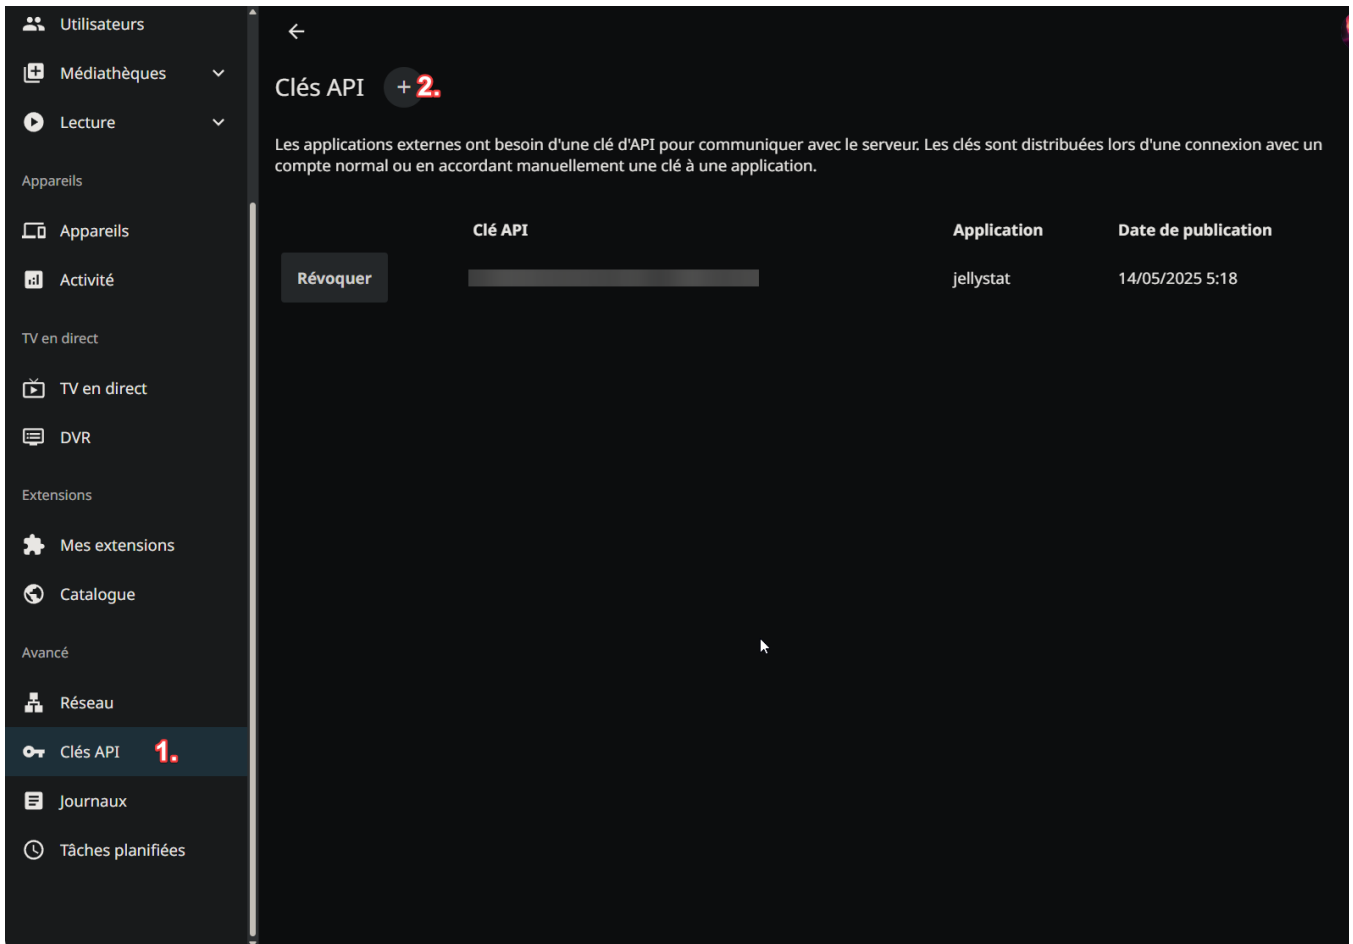 Utilisateurs
Médiathèques
Lecture
Appareils
Appareils
Activité
TV en direct
TV en direct
DVR
Extensions
Mes extensions
Catalogue
Avancé
Réseau
Clés API 1.
Journaux
Tâches planifiées
Clés API + 2.
Les applications externes ont besoin d'une clé d'API pour communiquer avec le serveur. Les clés sont distribuées lors d'une connexion avec un
compte normal ou en accordant manuellement une clé à une application.
Clé API Application Date de publication
Révoquer jellystat 14/05/2025 5:18